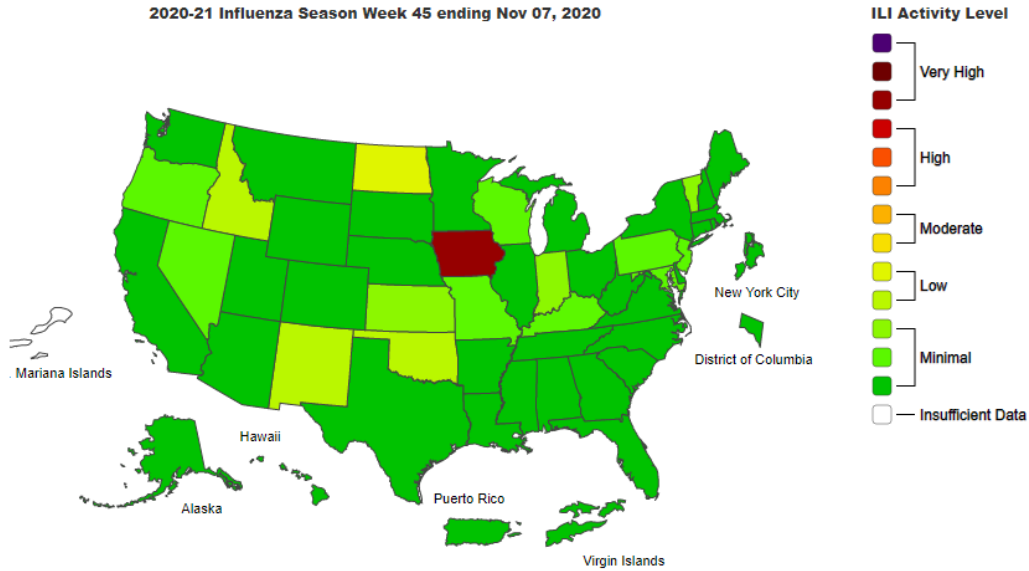 2020-21 Influenza Season Week 45 ending Nov 07, 2020
ILI Activity Level
Very High
High
Moderate
Low
Minimal
Insufficient Data
New York City
District of Columbia
. Mariana Islands
Hawaii
Alaska
Puerto Rico
Virgin Islands